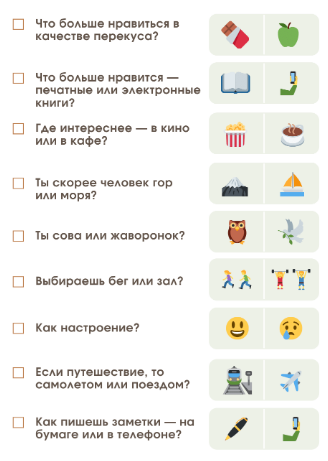 Что больше нравиться в
качестве перекуса?
Что больше нравится —
печатные или электронные
книги?
Где интереснее — в кино
или в кафе?
Ты скорее человек гор
или моря?
Ты сова или жаворонок?
Выбираешь бег или зал?
Как настроение?
Если путешествие, то
самолетом или поездом?
Как пишешь заметки — на
бумаге или в телефоне?